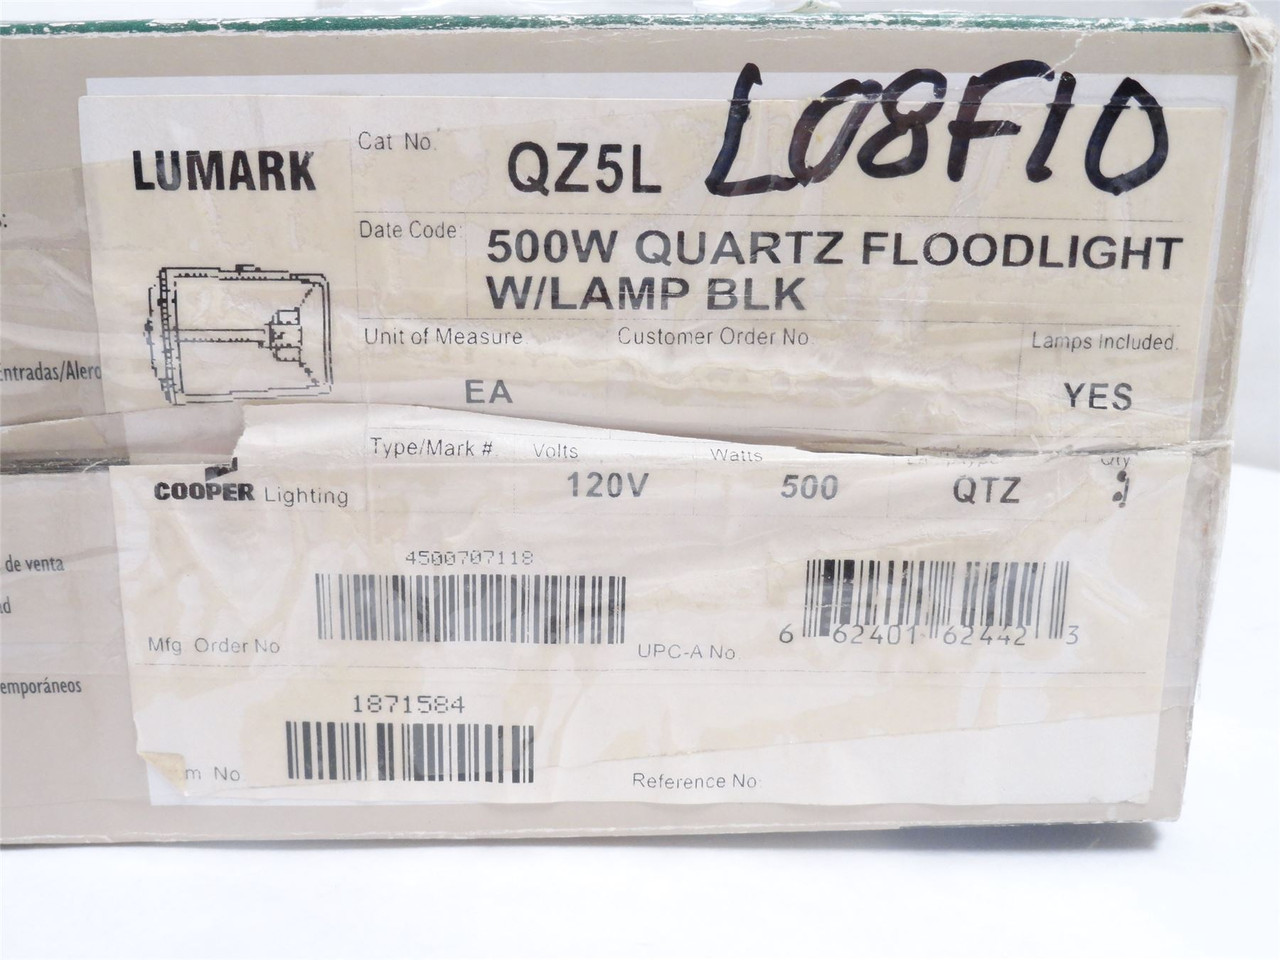 L08F10
LUMARK
Cat No.
QZ5L
Date Code:
500W QUARTZ FLOODLIGHT
W/LAMP BLK
Unit of Measure
Customer Order No.
Lamps Included.
EA
YES
Entradas/Alero
Type/Mark #.
Volts
Watts
Qty
120V
500
QTZ
COOPER Lighting
de venta
4500707118
Mfg Order No
UPC-A No
6 62401 62442 3
emporáneos
1871584
m No
Reference No: